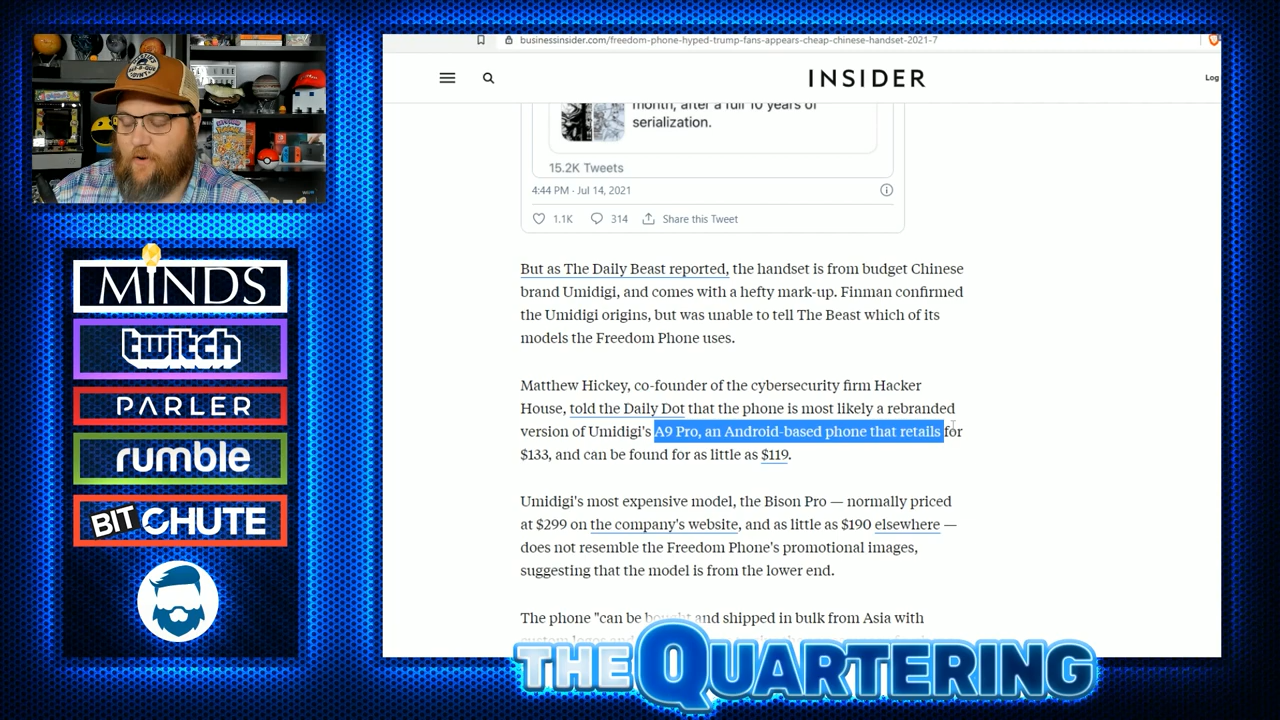 businessinsider.com/freedom-phone-hyped-trump-fans-appears-cheap-chinese-handset-2021-7
INSIDER
Log
month, after a full 10 years of
serialization.
15.2K Tweets
4:44 PM · Jul 14, 2021
1.1K 314 Share this Tweet
But as The Daily Beast reported, the handset is from budget Chinese
brand Umidigi, and comes with a hefty mark-up. Finman confirmed
the Umidigi origins, but was unable to tell The Beast which of its
models the Freedom Phone uses.
Matthew Hickey, co-founder of the cybersecurity firm Hacker
House, told the Daily Dot that the phone is most likely a rebranded
version of Umidigi's A9 Pro, an Android-based phone that retails for
$133, and can be found for as little as $119.
Umidigi's most expensive model, the Bison Pro — normally priced
at $299 on the company's website, and as little as $190 elsewhere —
does not resemble the Freedom Phone's promotional images,
suggesting that the model is from the lower end.
The phone "can be bought and shipped in bulk from Asia with
MINDS
twitch
PARLER
rumble
BITCHUTE
THE QUARTERING